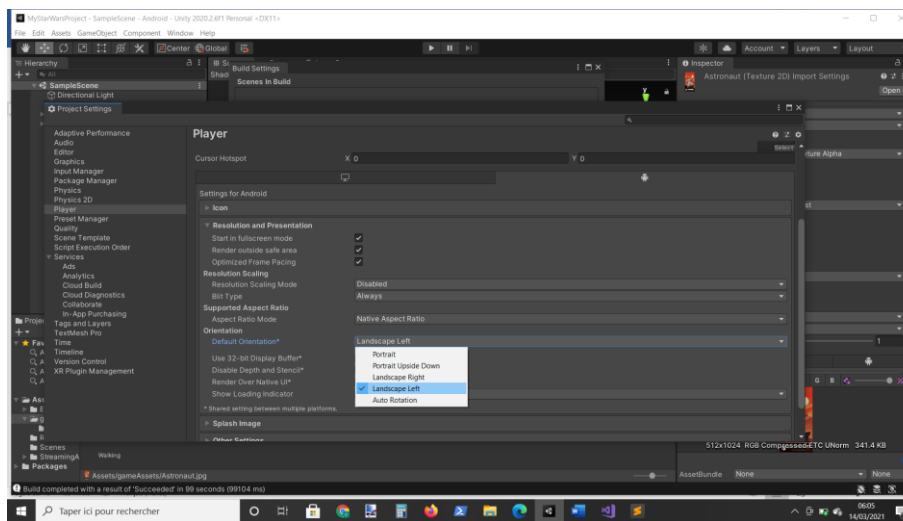 MyStarWarsProject - SampleScene - Android - Unity 2020.2.6f1 Personal <DX11>
File Edit Assets GameObject Component Window Help
Center Global Account Layers Layout
Hierarchy
All
SampleScene
Directional Light
Build Settings
Scenes In Build
Shad
Inspector
Astronaut (Texture 2D) Import Settings
Open
Project Settings
Adaptive Performance
Audio
Editor
Graphics
Input Manager
Package Manager
Physics
Physics 2D
Player
Preset Manager
Quality
Scene Template
Script Execution Order
Services
Ads
Analytics
Cloud Build
Cloud Diagnostics
Collaborate
In-App Purchasing
Tags and Layers
TextMesh Pro
Time
Timeline
Version Control
XR Plugin Management
Player
Select
Cursor Hotspot X 0 Y 0
Settings for Android
Icon
Resolution and Presentation
Start in fullscreen mode
Render outside safe area
Optimized Frame Pacing
Resolution Scaling
Resolution Scaling Mode Disabled
Blit Type Always
Supported Aspect Ratio
Aspect Ratio Mode Native Aspect Ratio
Orientation
Default Orientation* Landscape Left
Portrait
Portrait Upside Down
Landscape Right
Landscape Left
Auto Rotation
Use 32-bit Display Buffer*
Disable Depth and Stencil*
Render Over Native UI*
Show Loading Indicator
* Shared setting between multiple platforms.
Splash Image
Other Settings
xture Alpha
1
Projec
Fav
Ass
Scenes
StreamingA
Packages
Walking
Assets/gameAssets/Astronaut.jpg
512x1024 RGB Compressed ETC UNorm 341.4 KB
AssetBundle None None
Build completed with a result of 'Succeeded' in 99 seconds (99104 ms)
Taper ici pour rechercher
06:05
14/03/2021